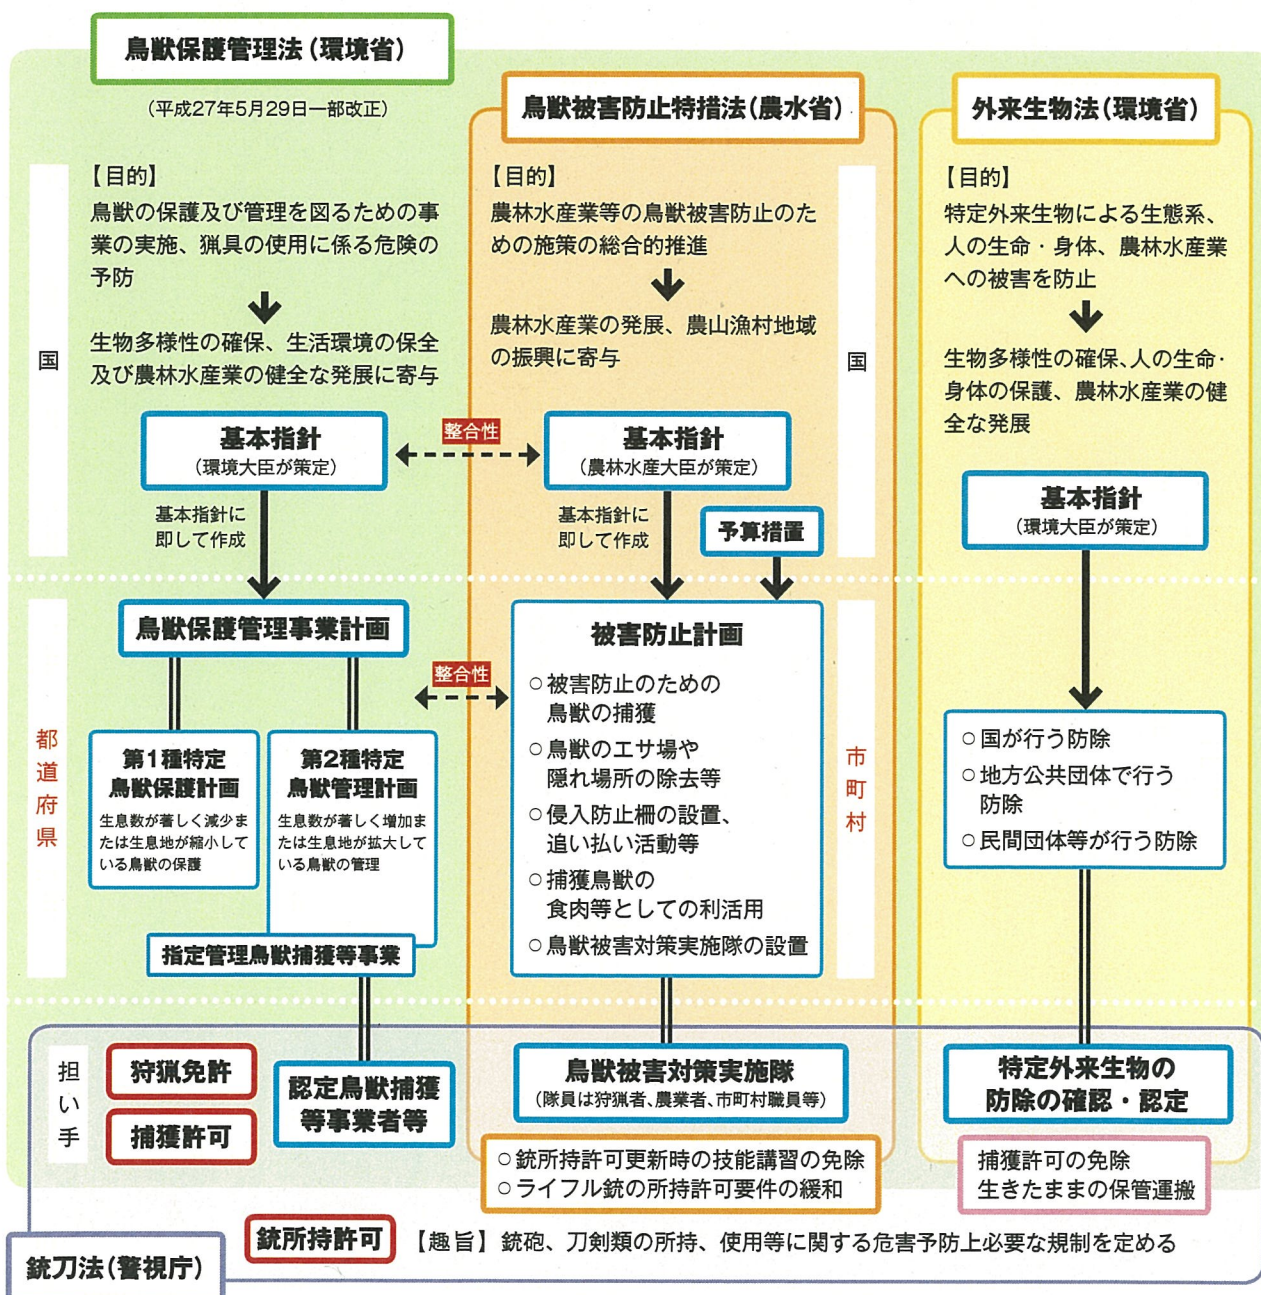 鳥獣保護管理法(環境省)
(平成27年5月29日一部改正)
国
【目的】
鳥獣の保護及び管理を図るための事
業の実施、猟具の使用に係る危険の
予防
生物多様性の確保、生活環境の保全
及び農林水産業の健全な発展に寄与
基本指針
(環境大臣が策定)
整合性
基本指針に
即して作成
鳥獣被害防止特措法(農水省)
【目的】
農林水産業等の鳥獣被害防止のた
めの施策の総合的推進
農林水産業の発展、農山漁村地域
の振興に寄与
国
基本指針
(農林水産大臣が策定)
基本指針に
即して作成
予算措置
外来生物法(環境省)
【目的】
特定外来生物による生態系、
人の生命・身体、農林水産業
への被害を防止
生物多様性の確保、人の生命・
身体の保護、農林水産業の健
全な発展
基本指針
(環境大臣が策定)
都道府県
鳥獣保護管理事業計画
整合性
第1種特定
鳥獣保護計画
生息数が著しく減少ま
たは生息地が縮小して
いる鳥獣の保護
第2種特定
鳥獣管理計画
生息数が著しく増加ま
たは生息地が拡大して
いる鳥獣の管理
指定管理鳥獣捕獲等事業
被害防止計画
○被害防止のための
鳥獣の捕獲
○鳥獣のエサ場や
隠れ場所の除去等
○侵入防止柵の設置、
追い払い活動等
○捕獲鳥獣の
食肉等としての利活用
○鳥獣被害対策実施隊の設置
市町村
○国が行う防除
○地方公共団体で行う
防除
○民間団体等が行う防除
担い手
狩猟免許
捕獲許可
認定鳥獣捕獲
等事業者等
鳥獣被害対策実施隊
(隊員は狩猟者、農業者、市町村職員等)
○銃所持許可更新時の技能講習の免除
○ライフル銃の所持許可要件の緩和
特定外来生物の
防除の確認・認定
捕獲許可の免除
生きたままの保管運搬
銃所持許可
【趣旨】銃砲、刀剣類の所持、使用等に関する危害予防上必要な規制を定める
銃刀法(警視庁)